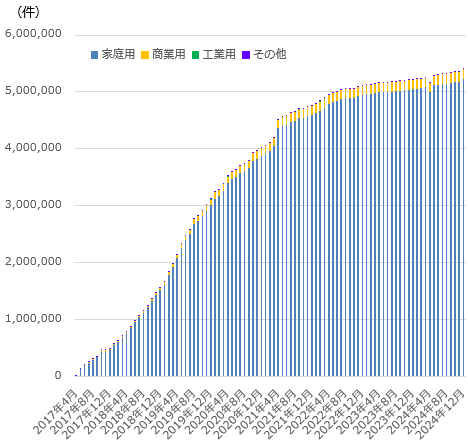 (件)
6,000,000
家庭用 商業用 工業用 その他
5,000,000
4,000,000
3,000,000
2,000,000
1,000,000
0
2017年4月
2017年8月
2017年12月
2018年4月
2018年8月
2018年12月
2019年4月
2019年8月
2019年12月
2020年4月
2020年8月
2020年12月
2021年4月
2021年8月
2021年12月
2022年4月
2022年8月
2022年12月
2023年4月
2023年8月
2023年12月
2024年4月
2024年8月
2024年12月